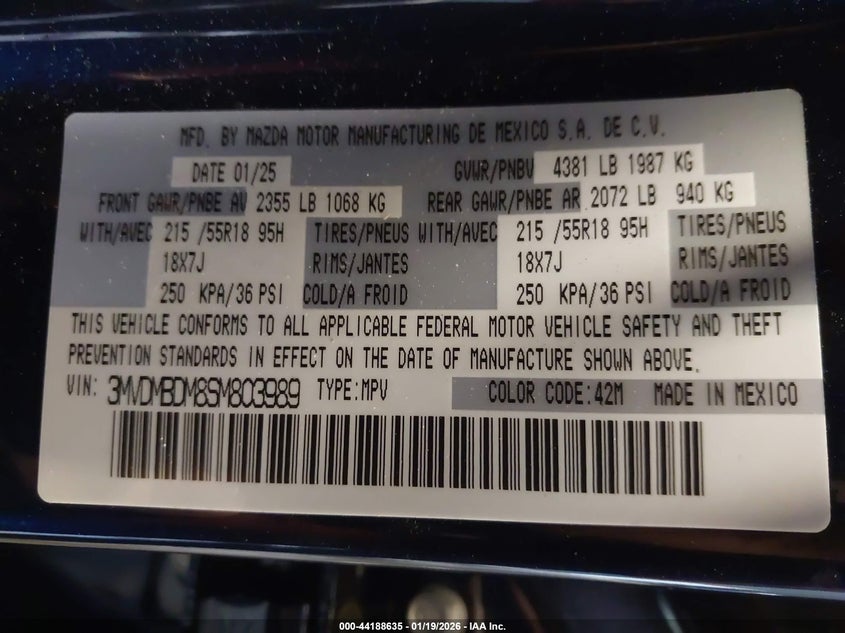 MFD. BY MAZDA MOTOR MANUFACTURING DE MEXICO S.A. DE C.V.
DATE 01/25 GVWR/PNBV 4381 LB 1987 KG
FRONT GAWR/PNBE AV 2355 LB 1068 KG REAR GAWR/PNBE AR 2072 LB 940 KG
WITH/AVEC 215 /55R18 95H TIRES/PNEUS WITH/AVEC 215 /55R18 95H TIRES/PNEUS
18X7J RIMS/JANTES 18X7J RIMS/JANTES
250 KPA/36 PSI COLD/A FROID 250 KPA/36 PSI COLD/A FROID
THIS VEHICLE CONFORMS TO ALL APPLICABLE FEDERAL MOTOR VEHICLE SAFETY AND THEFT
PREVENTION STANDARDS IN EFFECT ON THE DATE OF MANUFACTURE SHOWN ABOVE.
VIN: 3MVDMBDM8SM803989 TYPE:MPV COLOR CODE:42M MADE IN MEXICO
000-44188635 - 01/19/2026 - IAA Inc.